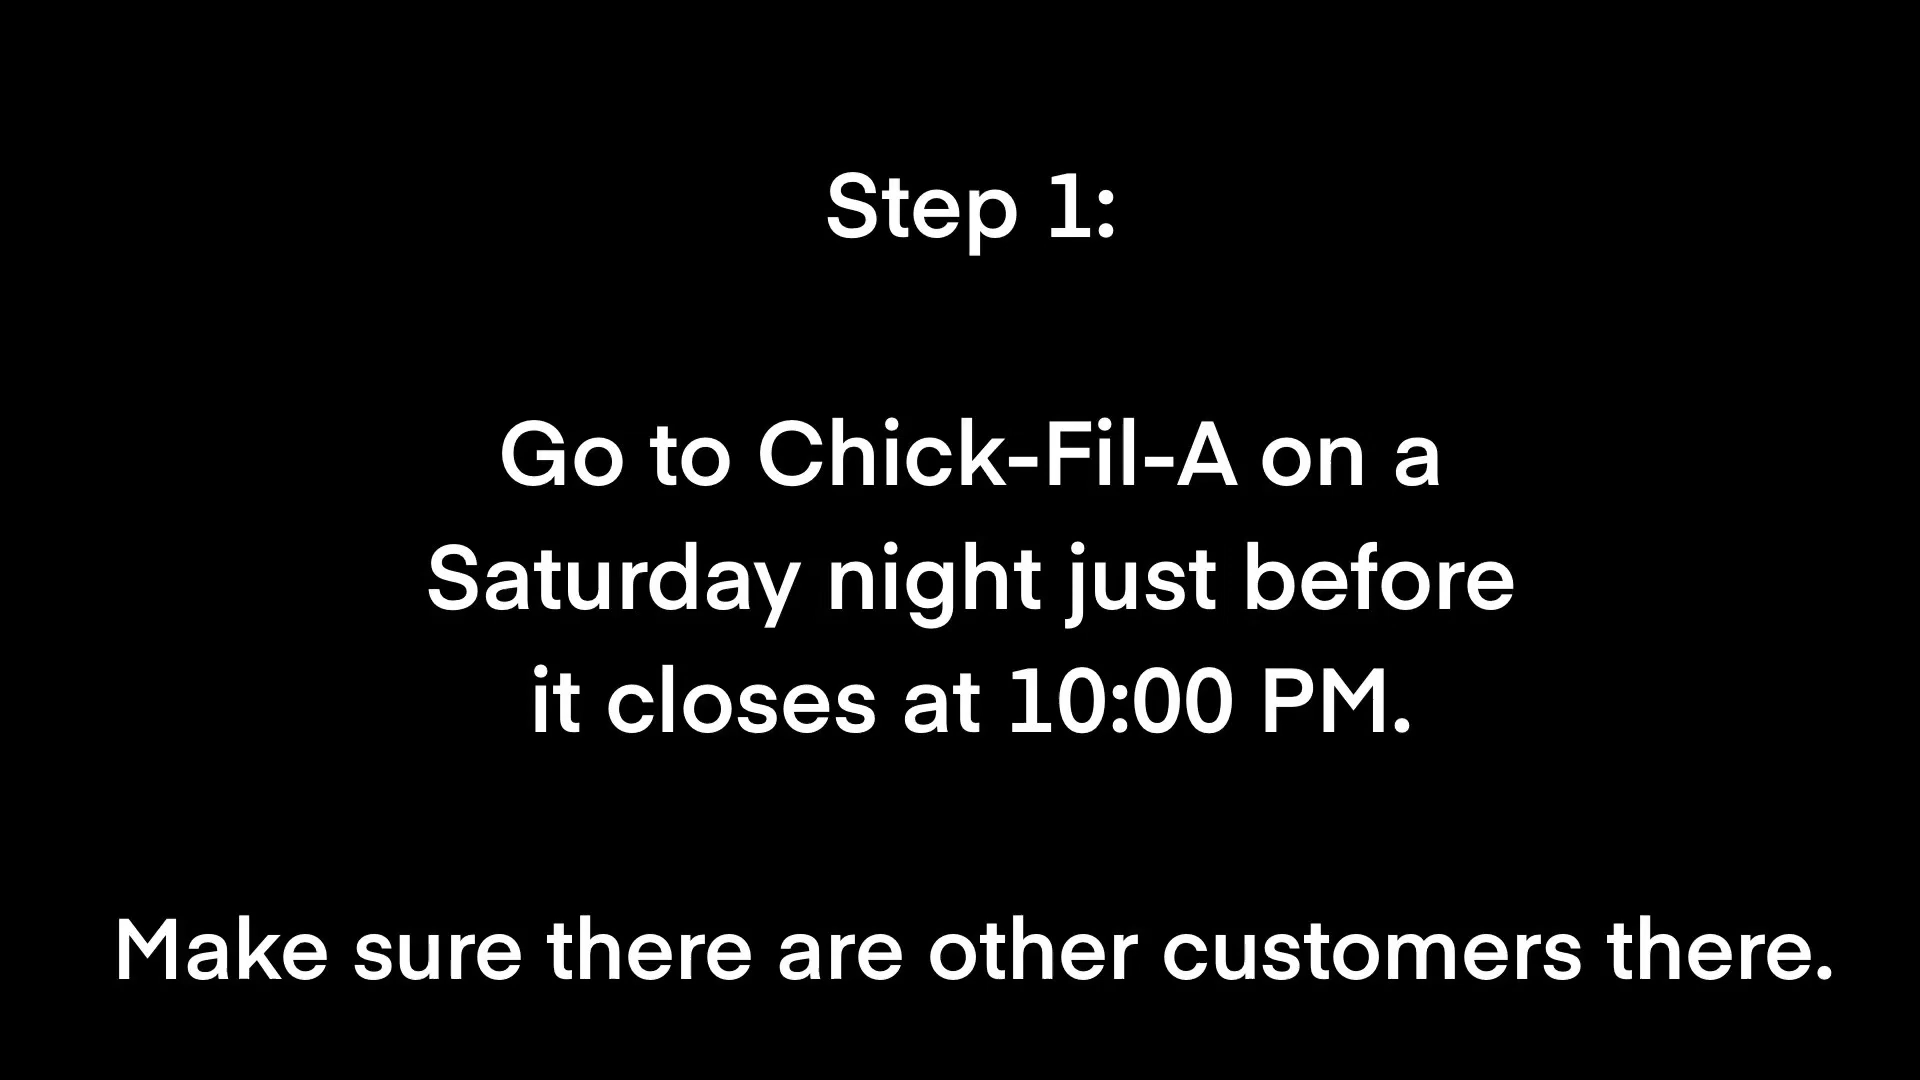 Step 1:
Go to Chick-Fil-A on a
Saturday night just before
it closes at 10:00 PM.
Make sure there are other customers there.